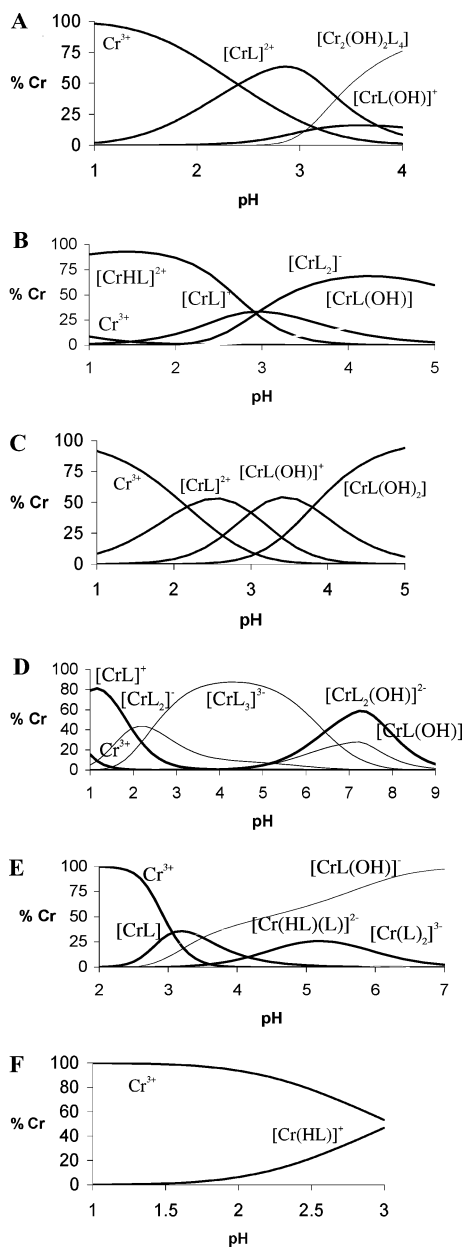 A
100
75
50
25
0
% Cr
Cr³⁺
[CrL]²⁺
[Cr₂(OH)₂L₄]
[CrL(OH)]⁺
1 2 3 4
pH
B
100
75
50
25
0
% Cr
[CrHL]²⁺
Cr³⁺
[CrL]⁺
[CrL₂]⁻
[CrL(OH)]
1 2 3 4 5
pH
C
100
50
0
% Cr
Cr³⁺
[CrL]²⁺
[CrL(OH)]⁺
[CrL(OH)₂]
1 2 3 4 5
pH
D
100
80
60
40
20
0
% Cr
[CrL]⁺
[CrL₂]⁻
[CrL₃]³⁻
[CrL₂(OH)]²⁻
[CrL(OH)]
Cr³⁺
1 2 3 4 5 6 7 8 9
pH
E
100
50
0
% Cr
Cr³⁺
[CrL]
[CrL(OH)]⁻
[Cr(HL)(L)]²⁻
[Cr(L)₂]³⁻
2 3 4 5 6 7
pH
F
100
80
60
40
20
0
% Cr
Cr³⁺
[Cr(HL)]⁺
1 1.5 2 2.5 3
pH